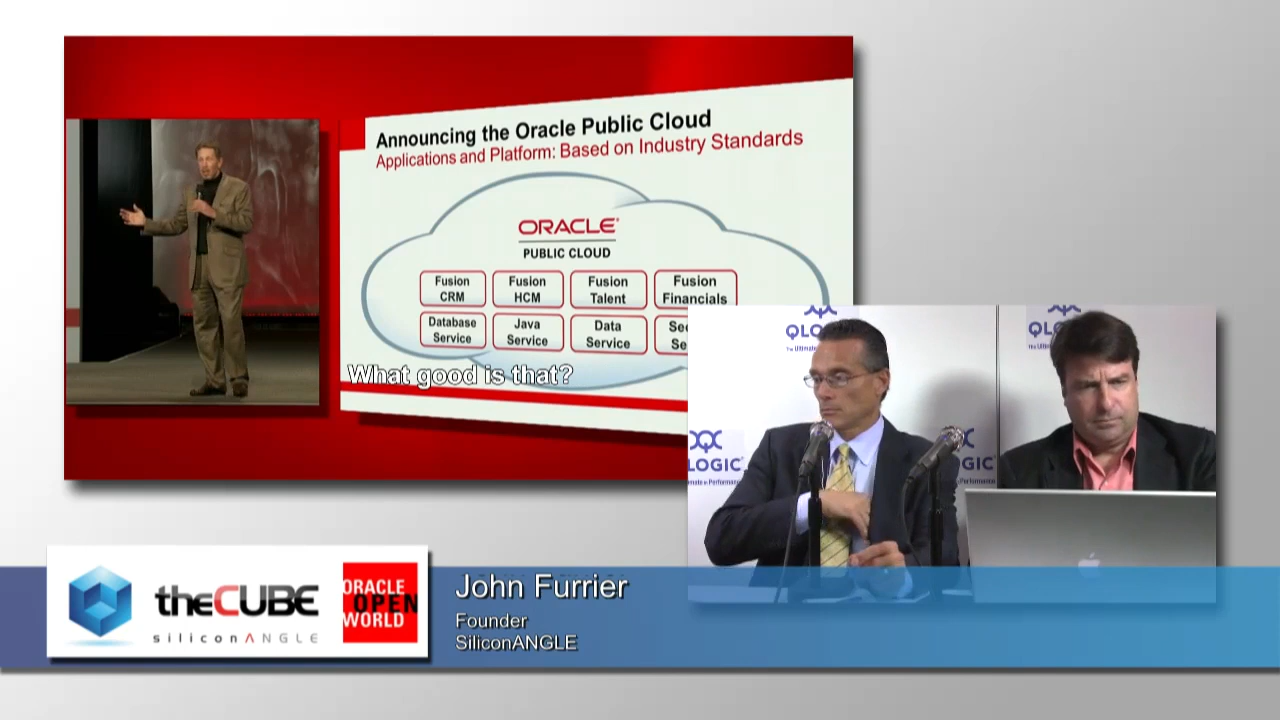 Announcing the Oracle Public Cloud
Applications and Platform: Based on Industry Standards
ORACLE
PUBLIC CLOUD
Fusion CRM
Fusion HCM
Fusion Talent
Fusion Financials
Database Service
Java Service
Data Service
What good is that?
QLOGIC
LOGIC
GIC
theCUBE
siliconANGLE
ORACLE
OPEN
WORLD
John Furrier
Founder
SiliconANGLE